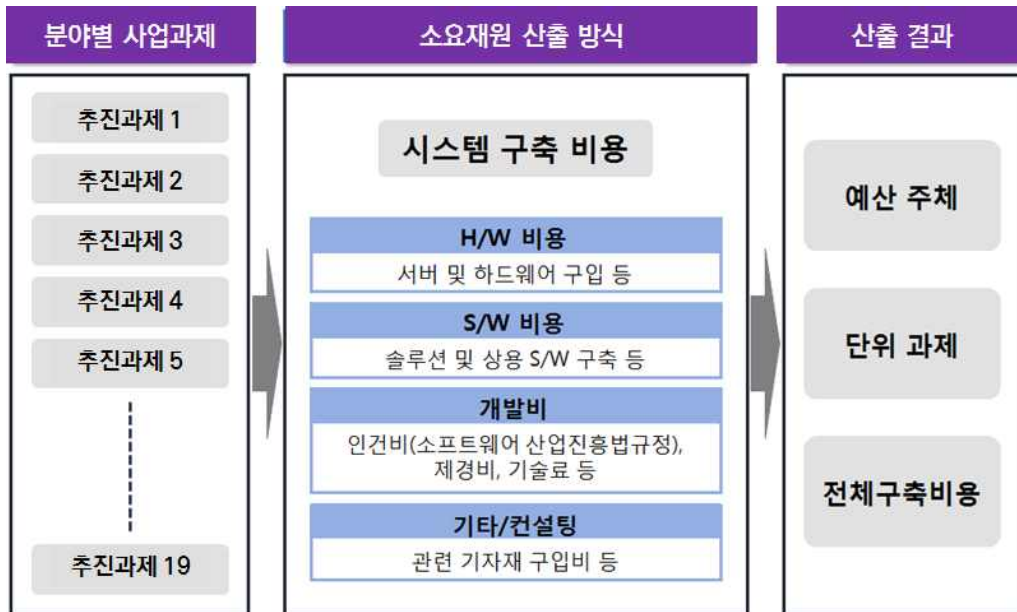 분야별 사업과제
추진과제 1
추진과제 2
추진과제 3
추진과제 4
추진과제 5
추진과제 19
소요재원 산출 방식
시스템 구축 비용
H/W 비용
서버 및 하드웨어 구입 등
S/W 비용
솔루션 및 상용 S/W 구축 등
개발비
인건비(소프트웨어 산업진흥법규정),
제경비, 기술료 등
기타/컨설팅
관련 기자재 구입비 등
산출 결과
예산 주체
단위 과제
전체구축비용